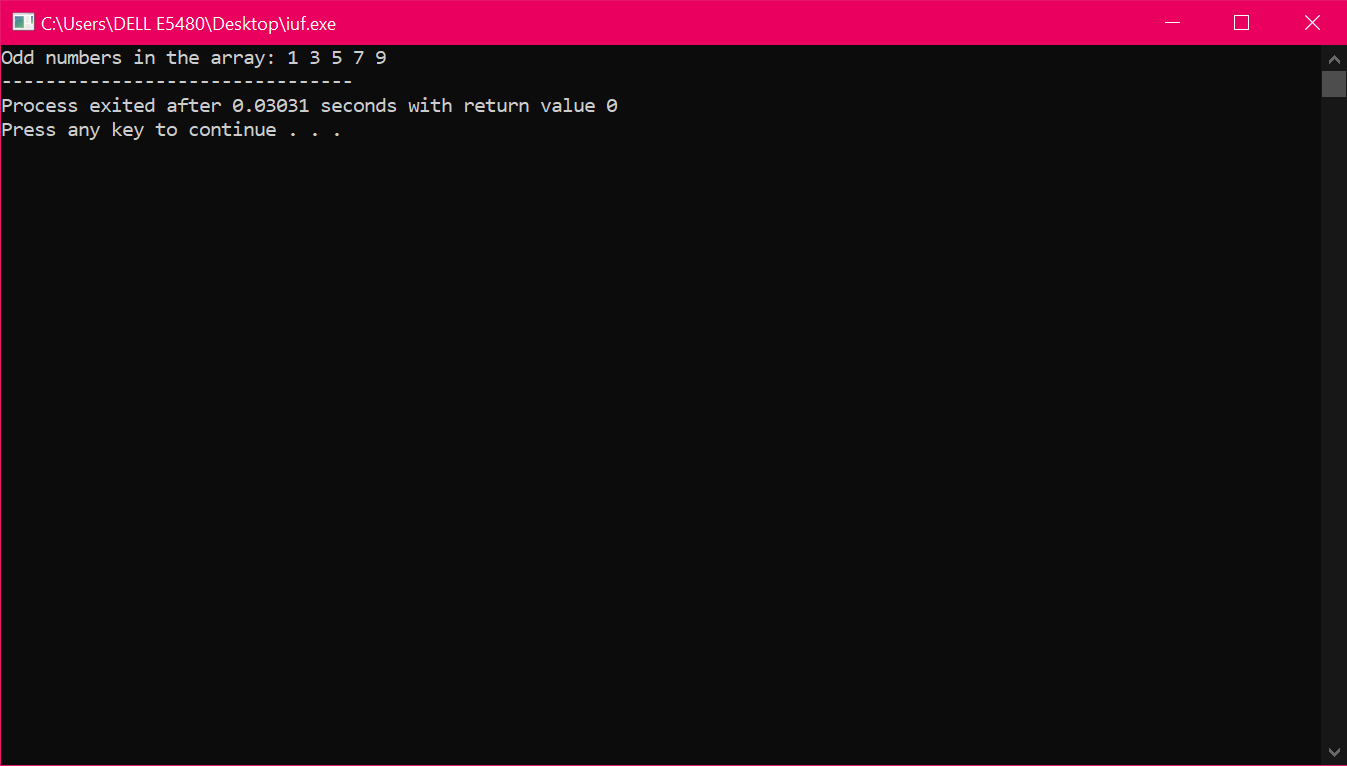 C:\Users\DELL E5480\Desktop\iuf.exe
Odd numbers in the array: 1 3 5 7 9
--------------------------------
Process exited after 0.03031 seconds with return value 0
Press any key to continue . . .